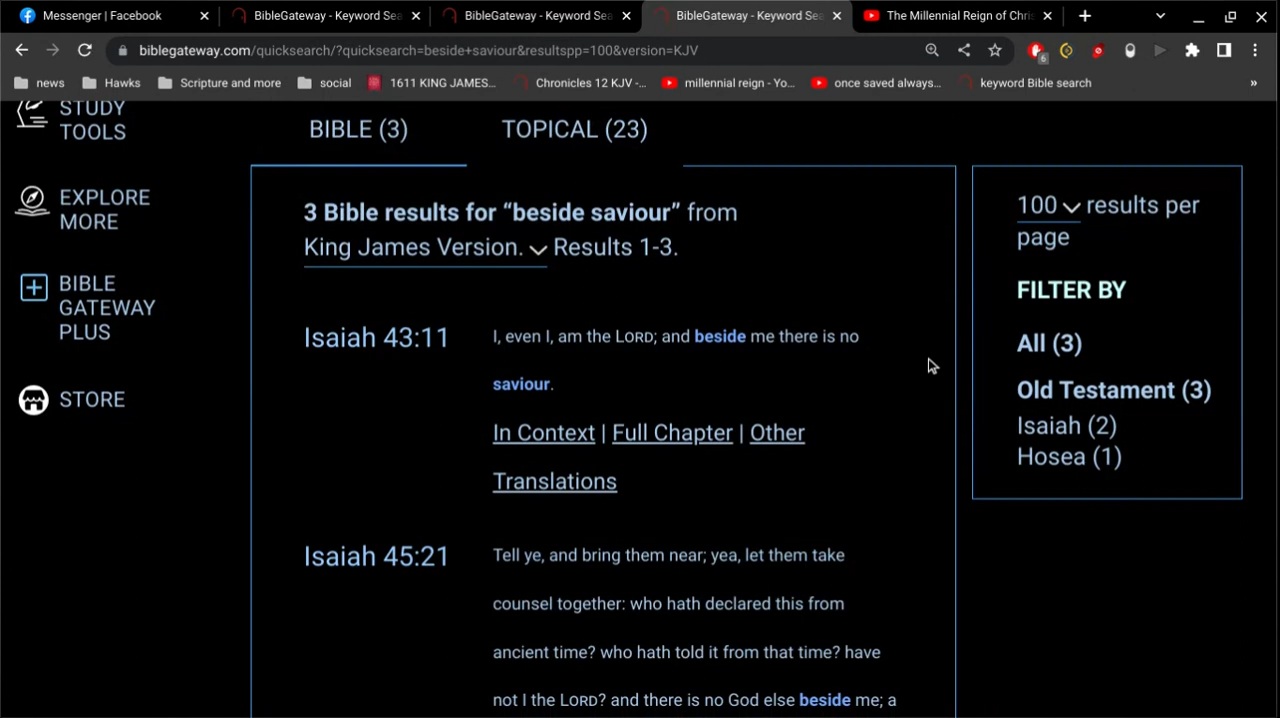 Messenger | Facebook
BibleGateway - Keyword Sea
BibleGateway - Keyword Sea
BibleGateway - Keyword Sea
The Millennial Reign of Chris
biblegateway.com/quicksearch/?quicksearch=beside+saviour&resultspp=100&version=KJV
6
news
Hawks
Scripture and more
social
1611 KING JAMES...
Chronicles 12 KJV -...
millennial reign - Yo...
once saved always...
keyword Bible search
»
STUDY
TOOLS
EXPLORE
MORE
BIBLE
GATEWAY
PLUS
STORE
BIBLE (3)
TOPICAL (23)
3 Bible results for “beside saviour” from
King James Version. Results 1-3.
Isaiah 43:11
I, even I, am the LORD; and beside me there is no
saviour.
In Context | Full Chapter | Other
Translations
Isaiah 45:21
Tell ye, and bring them near; yea, let them take
counsel together: who hath declared this from
ancient time? who hath told it from that time? have
not I the LORD? and there is no God else beside me; a
100 results per
page
FILTER BY
All (3)
Old Testament (3)
Isaiah (2)
Hosea (1)